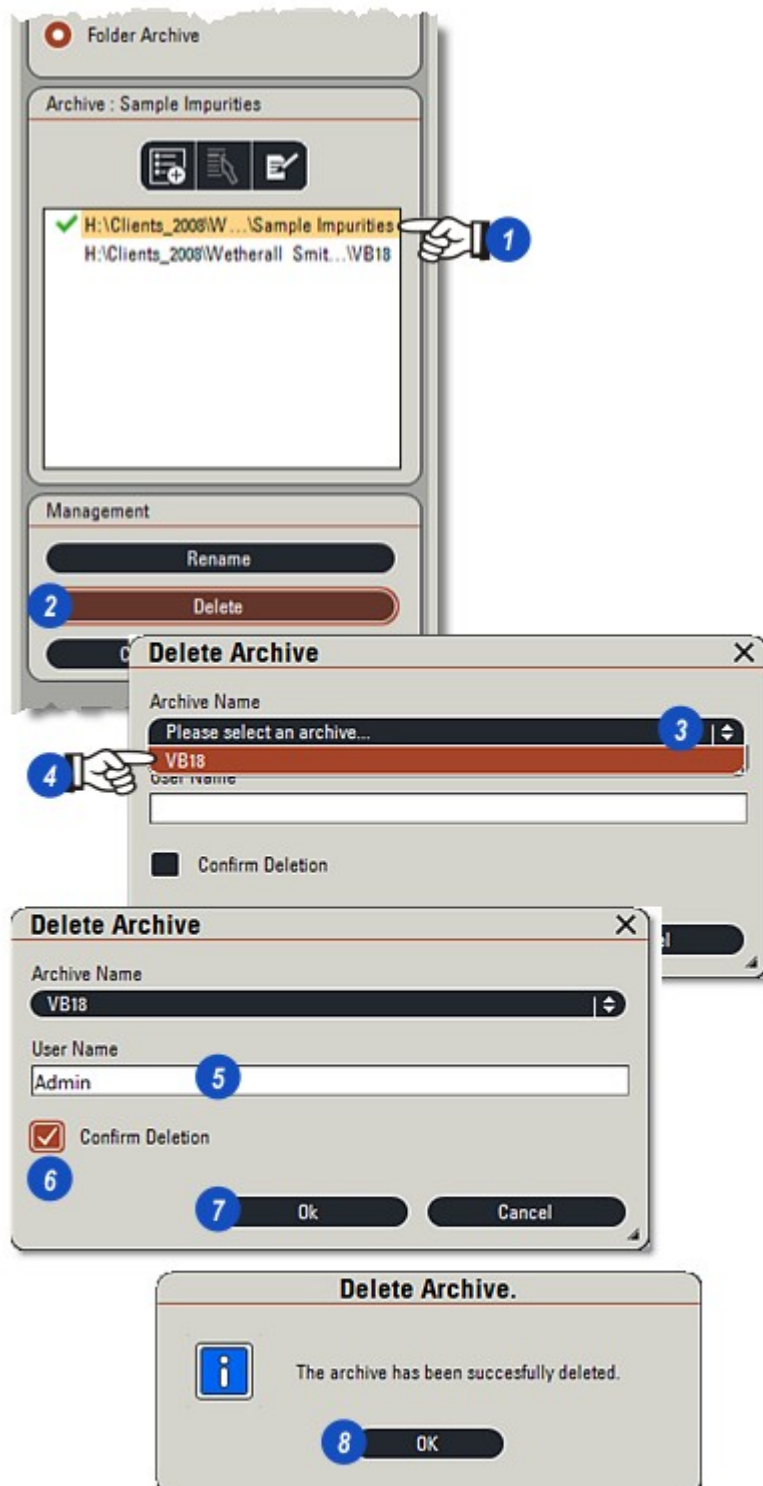 Folder Archive
Archive : Sample Impurities
H:\Clients_2008\W ...\Sample Impurities
1
H:\Clients_2008\Wetherall Smit...\VB18
Management
Rename
2 Delete
Delete Archive
Archive Name
Please select an archive... 3
4 VB18
User Name
Confirm Deletion
Delete Archive
Archive Name
VB18
User Name
Admin 5
Confirm Deletion
6
7 Ok Cancel
Delete Archive.
The archive has been succesfully deleted.
8 OK